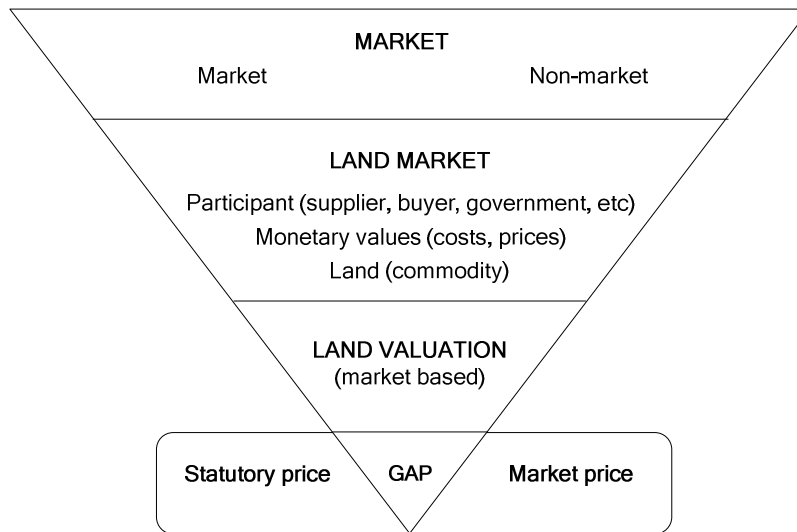 MARKET
Market Non-market
LAND MARKET
Participant (supplier, buyer, government, etc)
Monetary values (costs, prices)
Land (commodity)
LAND VALUATION
(market based)
Statutory price GAP Market price